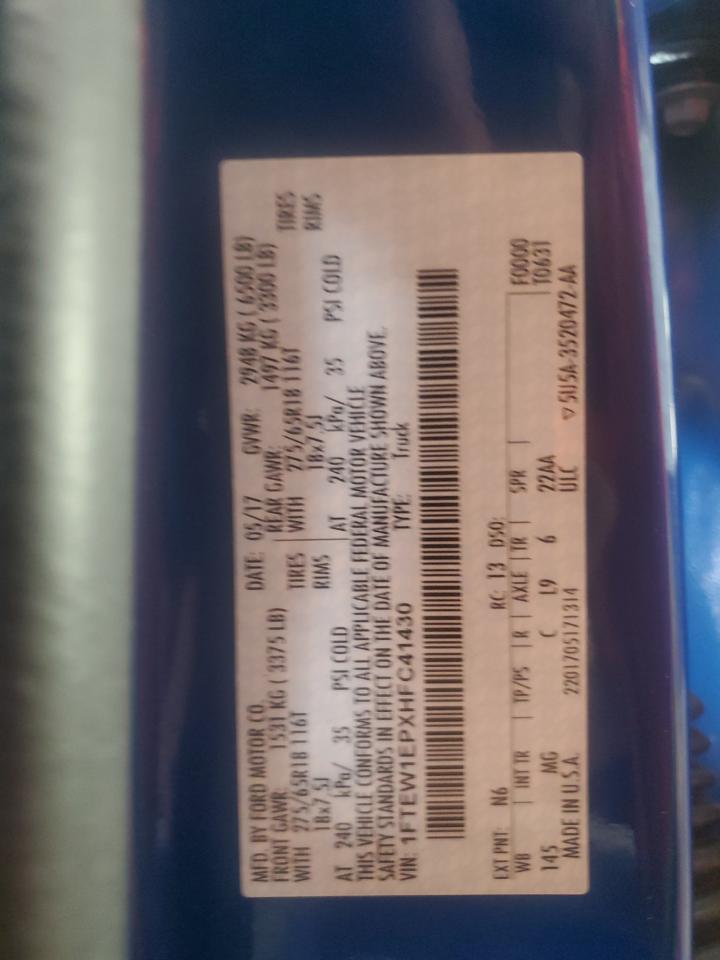 MFD. BY FORD MOTOR CO. DATE: 05/17 GVWR: 2948 KG ( 6500 LB)
FRONT GAWR: 1531 KG ( 3375 LB) REAR GAWR: 1497 KG ( 3300 LB)
WITH 275/65R18 116T TIRES WITH 275/65R18 116T TIRES
18x7.5J RIMS 18x7.5J RIMS
AT 240 kPa/ 35 PSI COLD AT 240 kPa/ 35 PSI COLD
THIS VEHICLE CONFORMS TO ALL APPLICABLE FEDERAL MOTOR VEHICLE
SAFETY STANDARDS IN EFFECT ON THE DATE OF MANUFACTURE SHOWN ABOVE.
VIN: 1FTEW1EPXHFC41430 TYPE: Truck
EXT PNT: N6 RC: 13 DSO:
WB | INT TR | TP/PS | R | AXLE | TR | SPR | F0000
145 MG C L9 6 22AA T0631
MADE IN U.S.A. 2201705171314 ULC ▽5U5A-3520472-AA